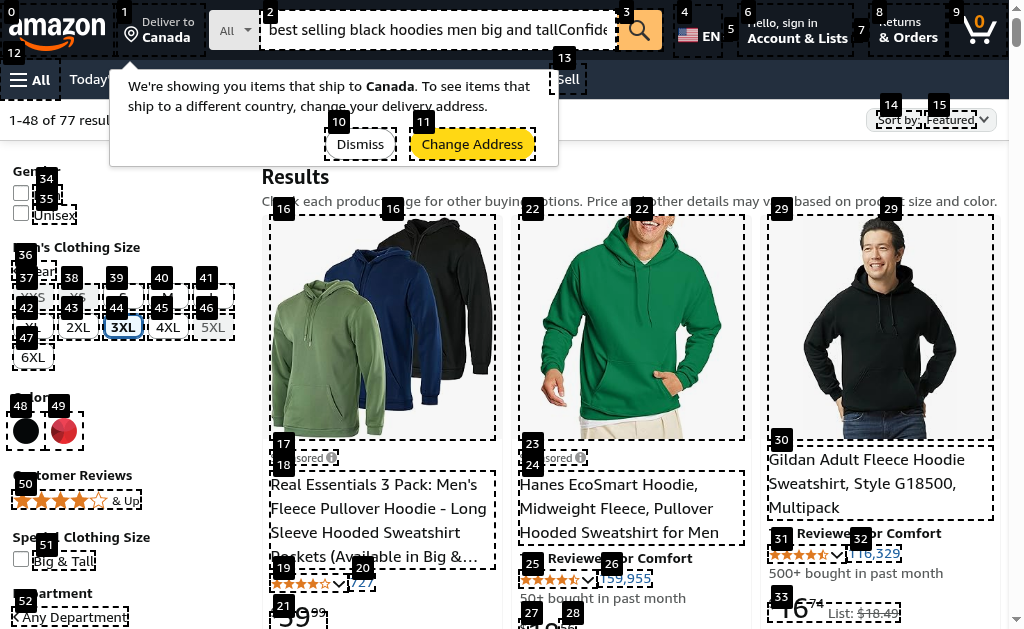 amazon
Deliver to
Canada
All
best selling black hoodies men big and tallConfide
EN
Hello, sign in
Account & Lists
Returns
& Orders
0
All
Today'
Sell
We're showing you items that ship to Canada. To see items that
ship to a different country, change your delivery address.
Dismiss
Change Address
1-48 of 77 resul
Sort by: Featured
Results
Check each product page for other buying options. Price and other details may vary based on product size and color.
Gender
Unisex
Men's Clothing Size
XXS
2XL
3XL
4XL
5XL
6XL
Color
Customer Reviews
& Up
Special Clothing Size
Big & Tall
Department
Any Department
Sponsored
Real Essentials 3 Pack: Men's
Fleece Pullover Hoodie - Long
Sleeve Hooded Sweatshirt
Pockets (Available in Big &...
727
39 99
Sponsored
Hanes EcoSmart Hoodie,
Midweight Fleece, Pullover
Hooded Sweatshirt for Men
Reviewed for Comfort
159,955
50+ bought in past month
Gildan Adult Fleece Hoodie
Sweatshirt, Style G18500,
Multipack
Reviewed for Comfort
116,329
500+ bought in past month
16 74
List: $18.49
0
1
2
3
4
5
6
7
8
9
10
11
12
13
14
15
16
16
17
18
19
20
21
22
22
23
24
25
26
27
28
29
29
30
31
32
33
34
35
36
37
38
39
40
41
42
43
44
45
46
47
48
49
50
51
52